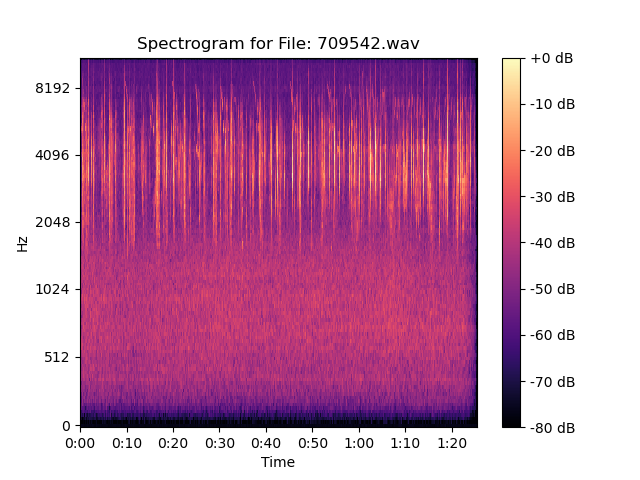 Spectrogram for File: 709542.wav
Hz
8192
4096
2048
1024
512
0
0:00 0:10 0:20 0:30 0:40 0:50 1:00 1:10 1:20
Time
+0 dB
-10 dB
-20 dB
-30 dB
-40 dB
-50 dB
-60 dB
-70 dB
-80 dB